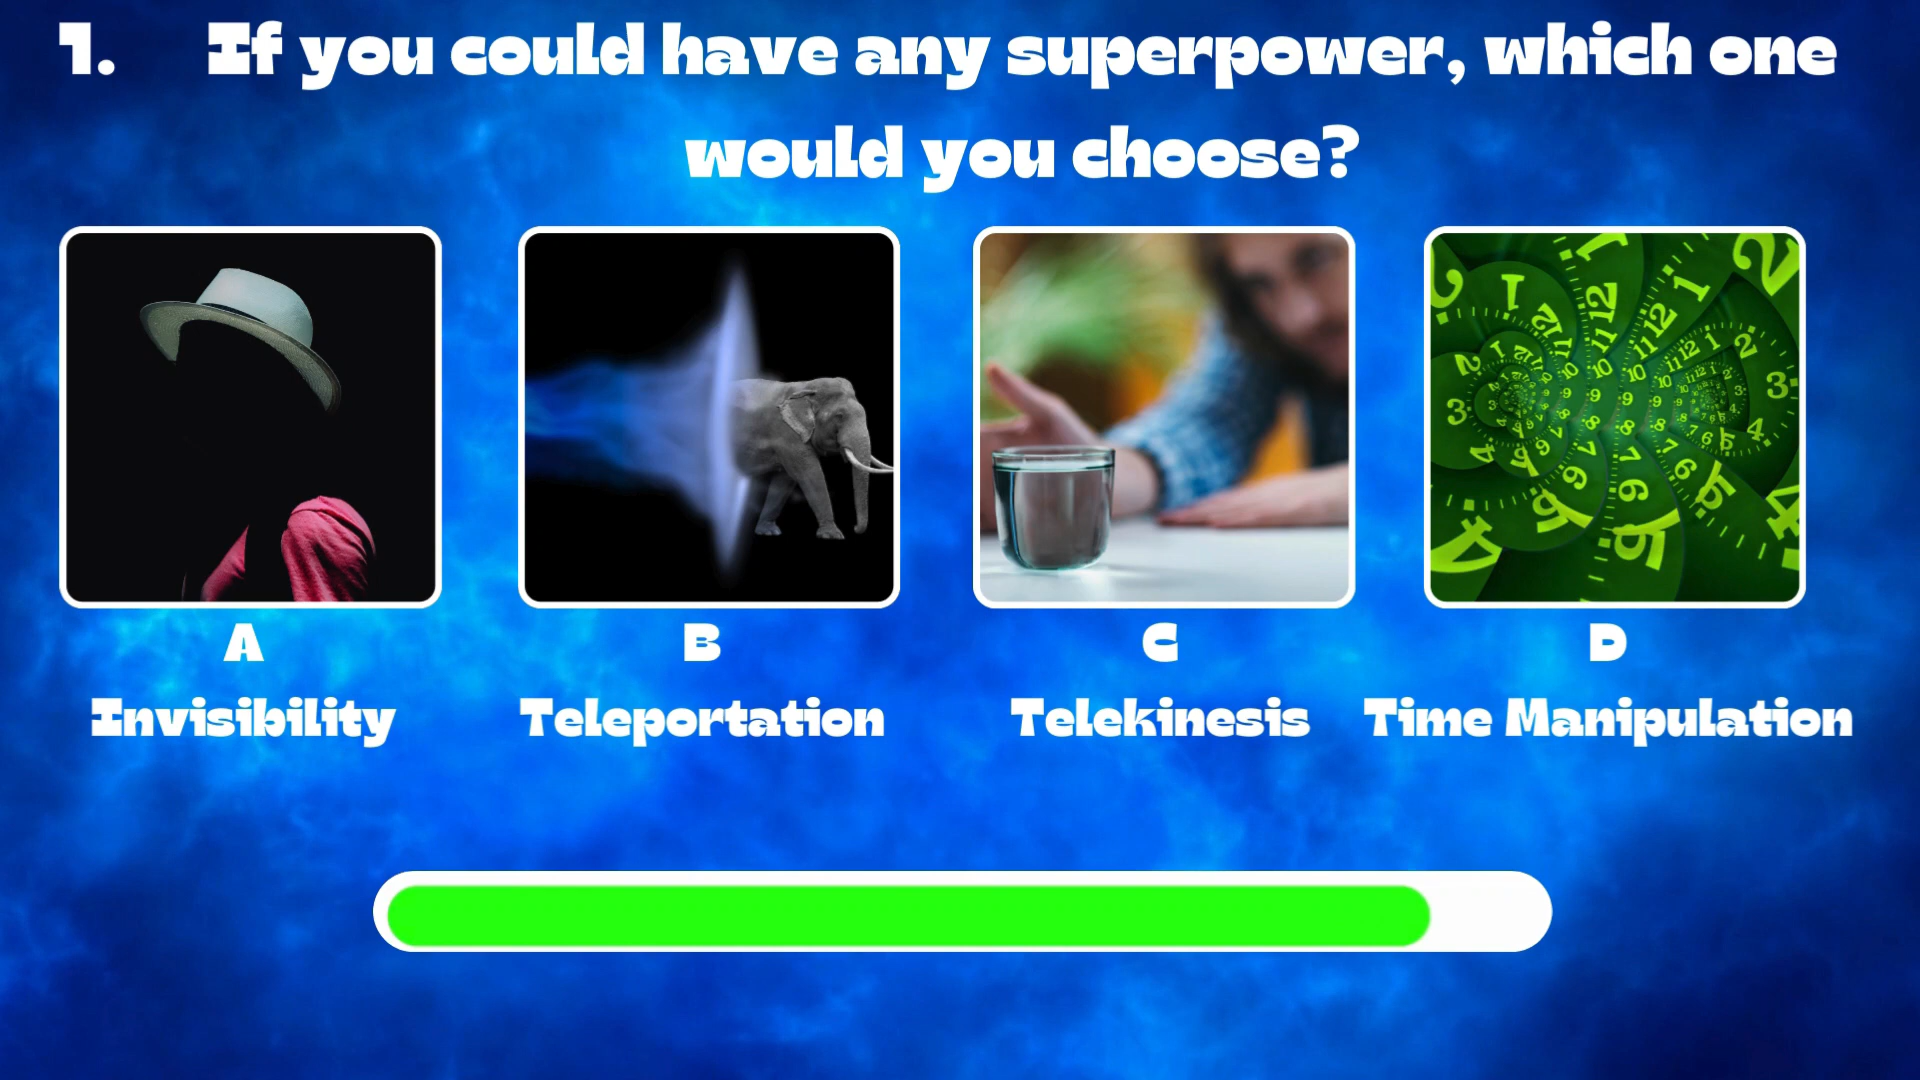 1. If you could have any superpower, which one
would you choose?
A
Invisibility
B
Teleportation
C
Telekinesis
D
Time Manipulation